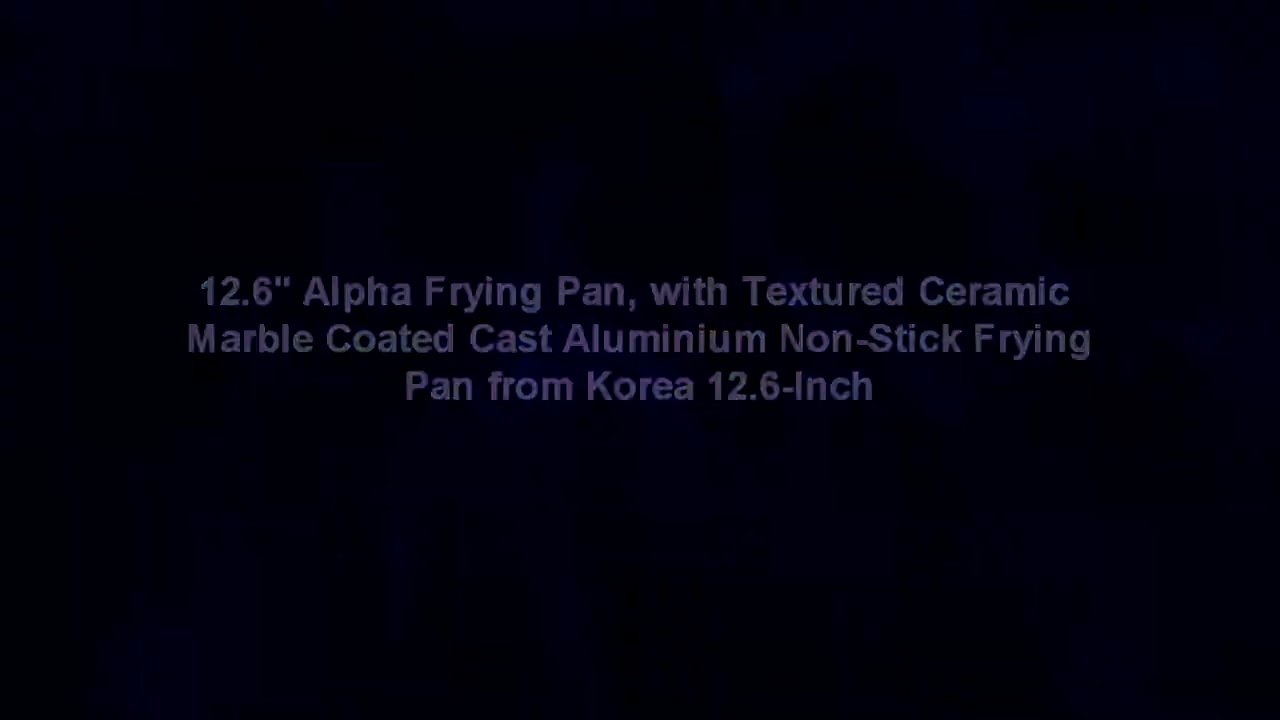 12.6" Alpha Frying Pan, with Textured Ceramic
Marble Coated Cast Aluminium Non-Stick Frying
Pan from Korea 12.6-Inch